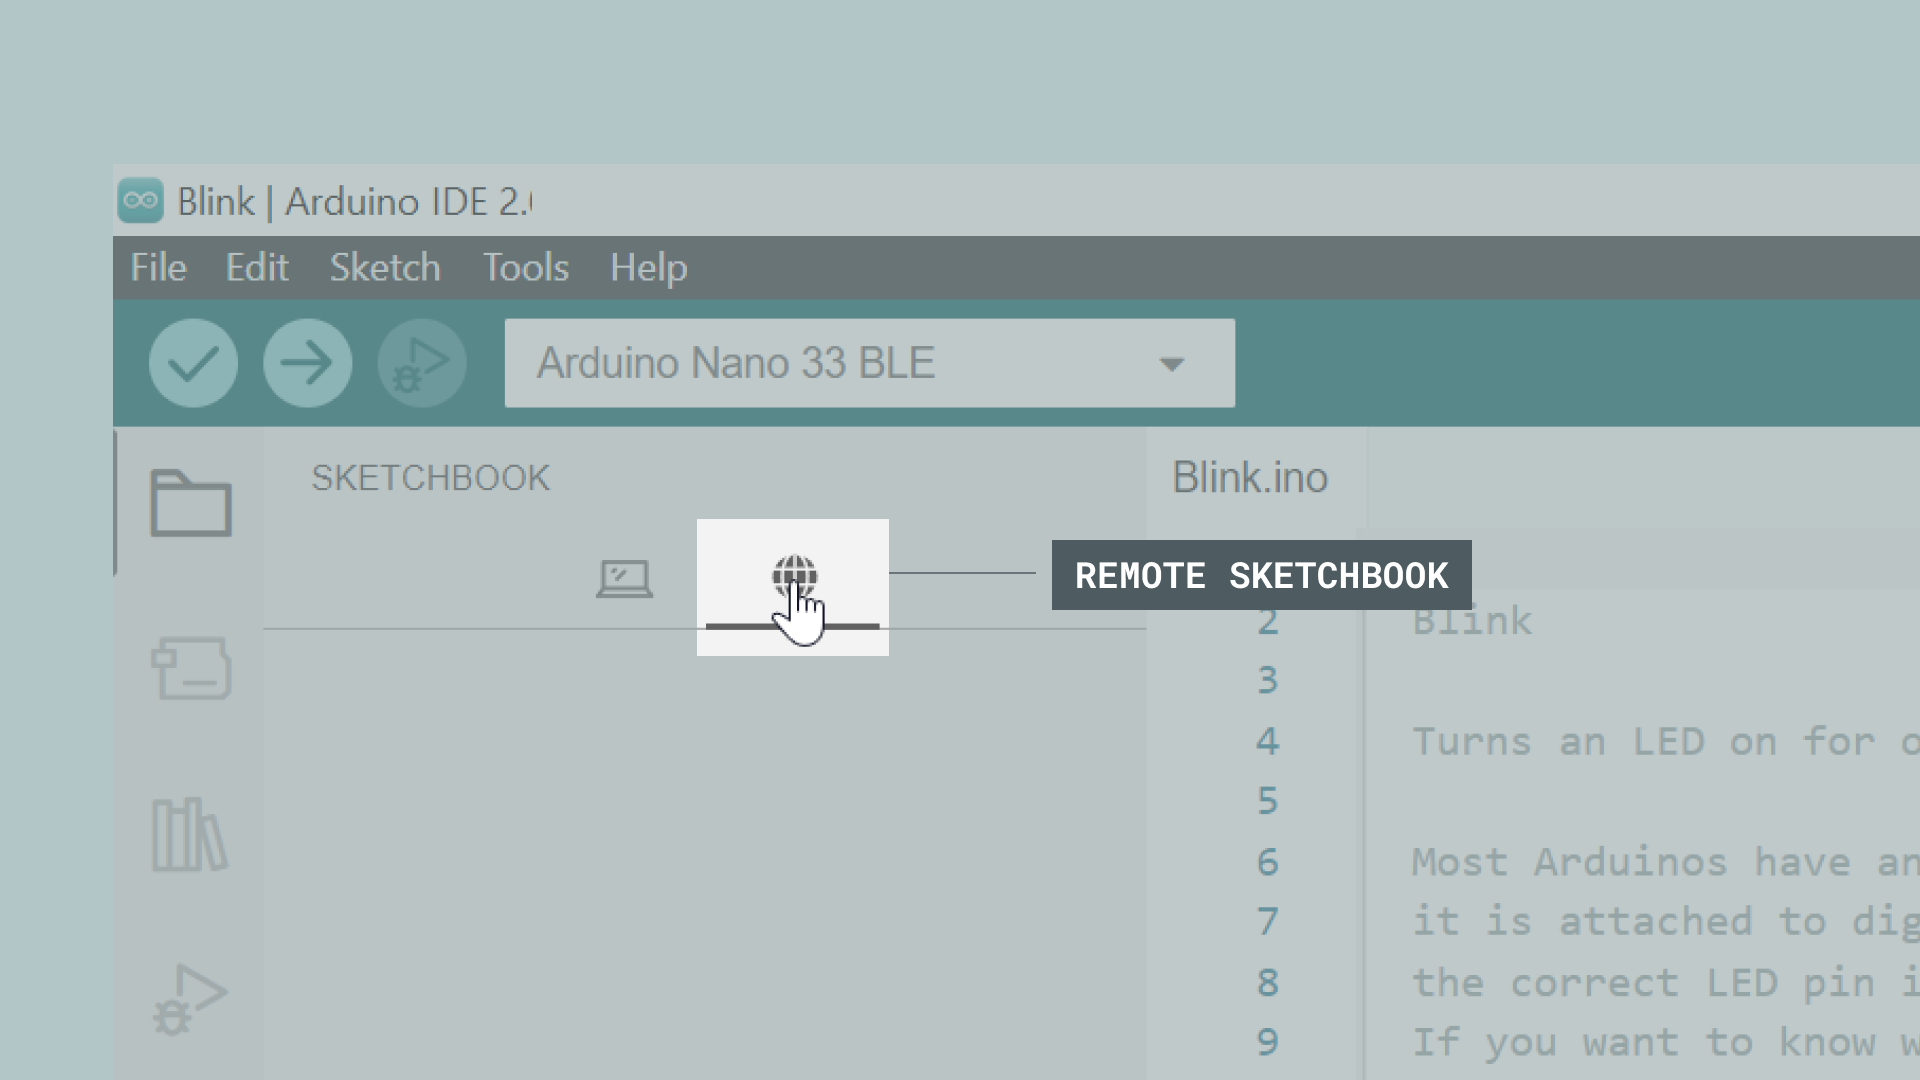 Blink | Arduino IDE 2.
File Edit Sketch Tools Help
Arduino Nano 33 BLE
SKETCHBOOK
Blink.ino
REMOTE SKETCHBOOK
2 Blink
3
4 Turns an LED on for
5
6 Most Arduinos have an
7 it is attached to dig
8 the correct LED pin i
9 If you want to know w